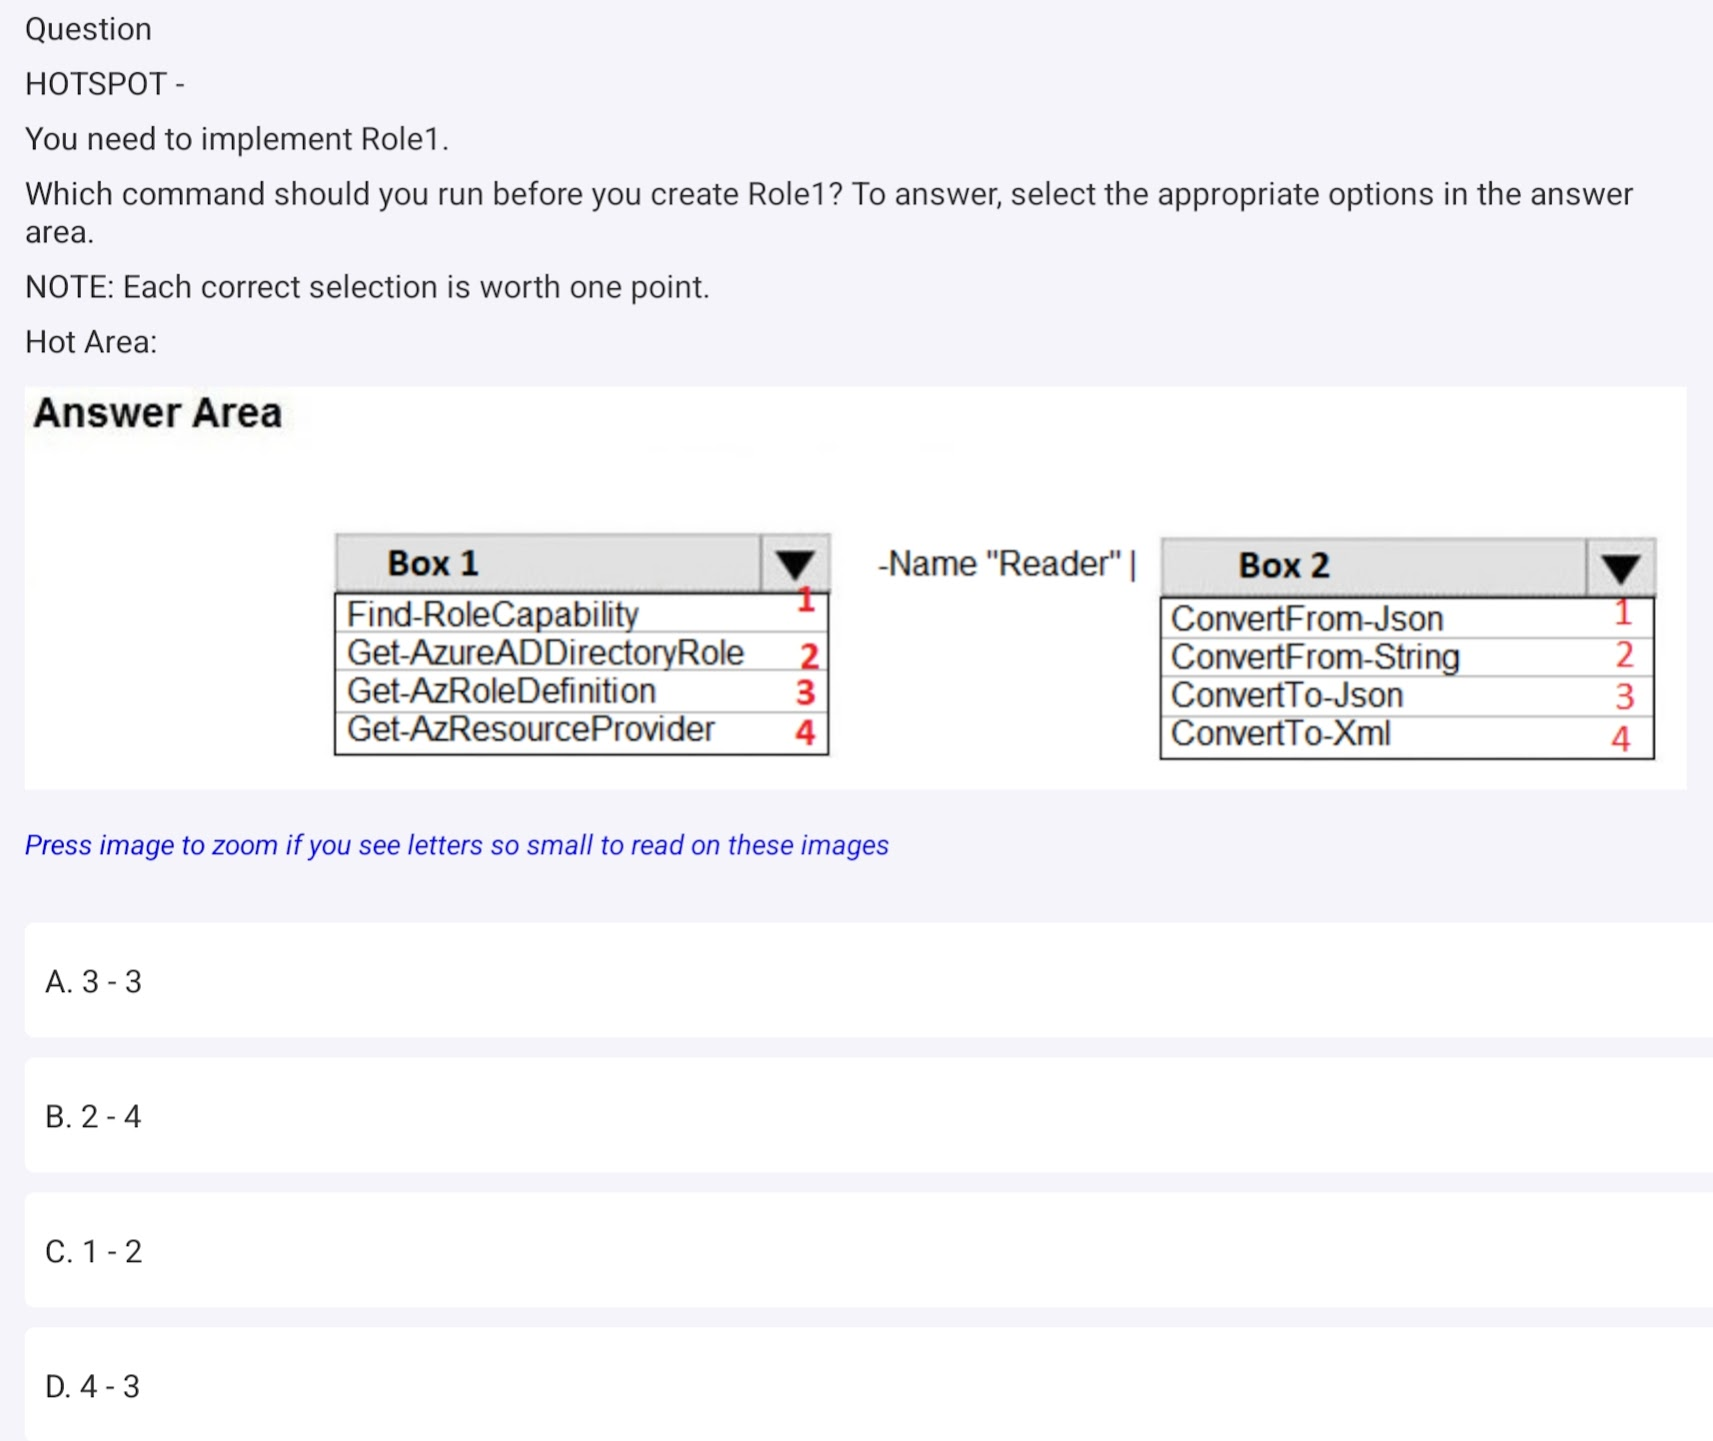 Question
HOTSPOT -
You need to implement Role1.
Which command should you run before you create Role1? To answer, select the appropriate options in the answer
area.
NOTE: Each correct selection is worth one point.
Hot Area:
Answer Area
Box 1 -Name "Reader" | Box 2
Find-RoleCapability 1 ConvertFrom-Json 1
Get-AzureADDirectoryRole 2 ConvertFrom-String 2
Get-AzRoleDefinition 3 ConvertTo-Json 3
Get-AzResourceProvider 4 ConvertTo-Xml 4
Press image to zoom if you see letters so small to read on these images
A. 3 - 3
B. 2 - 4
C. 1 - 2
D. 4 - 3